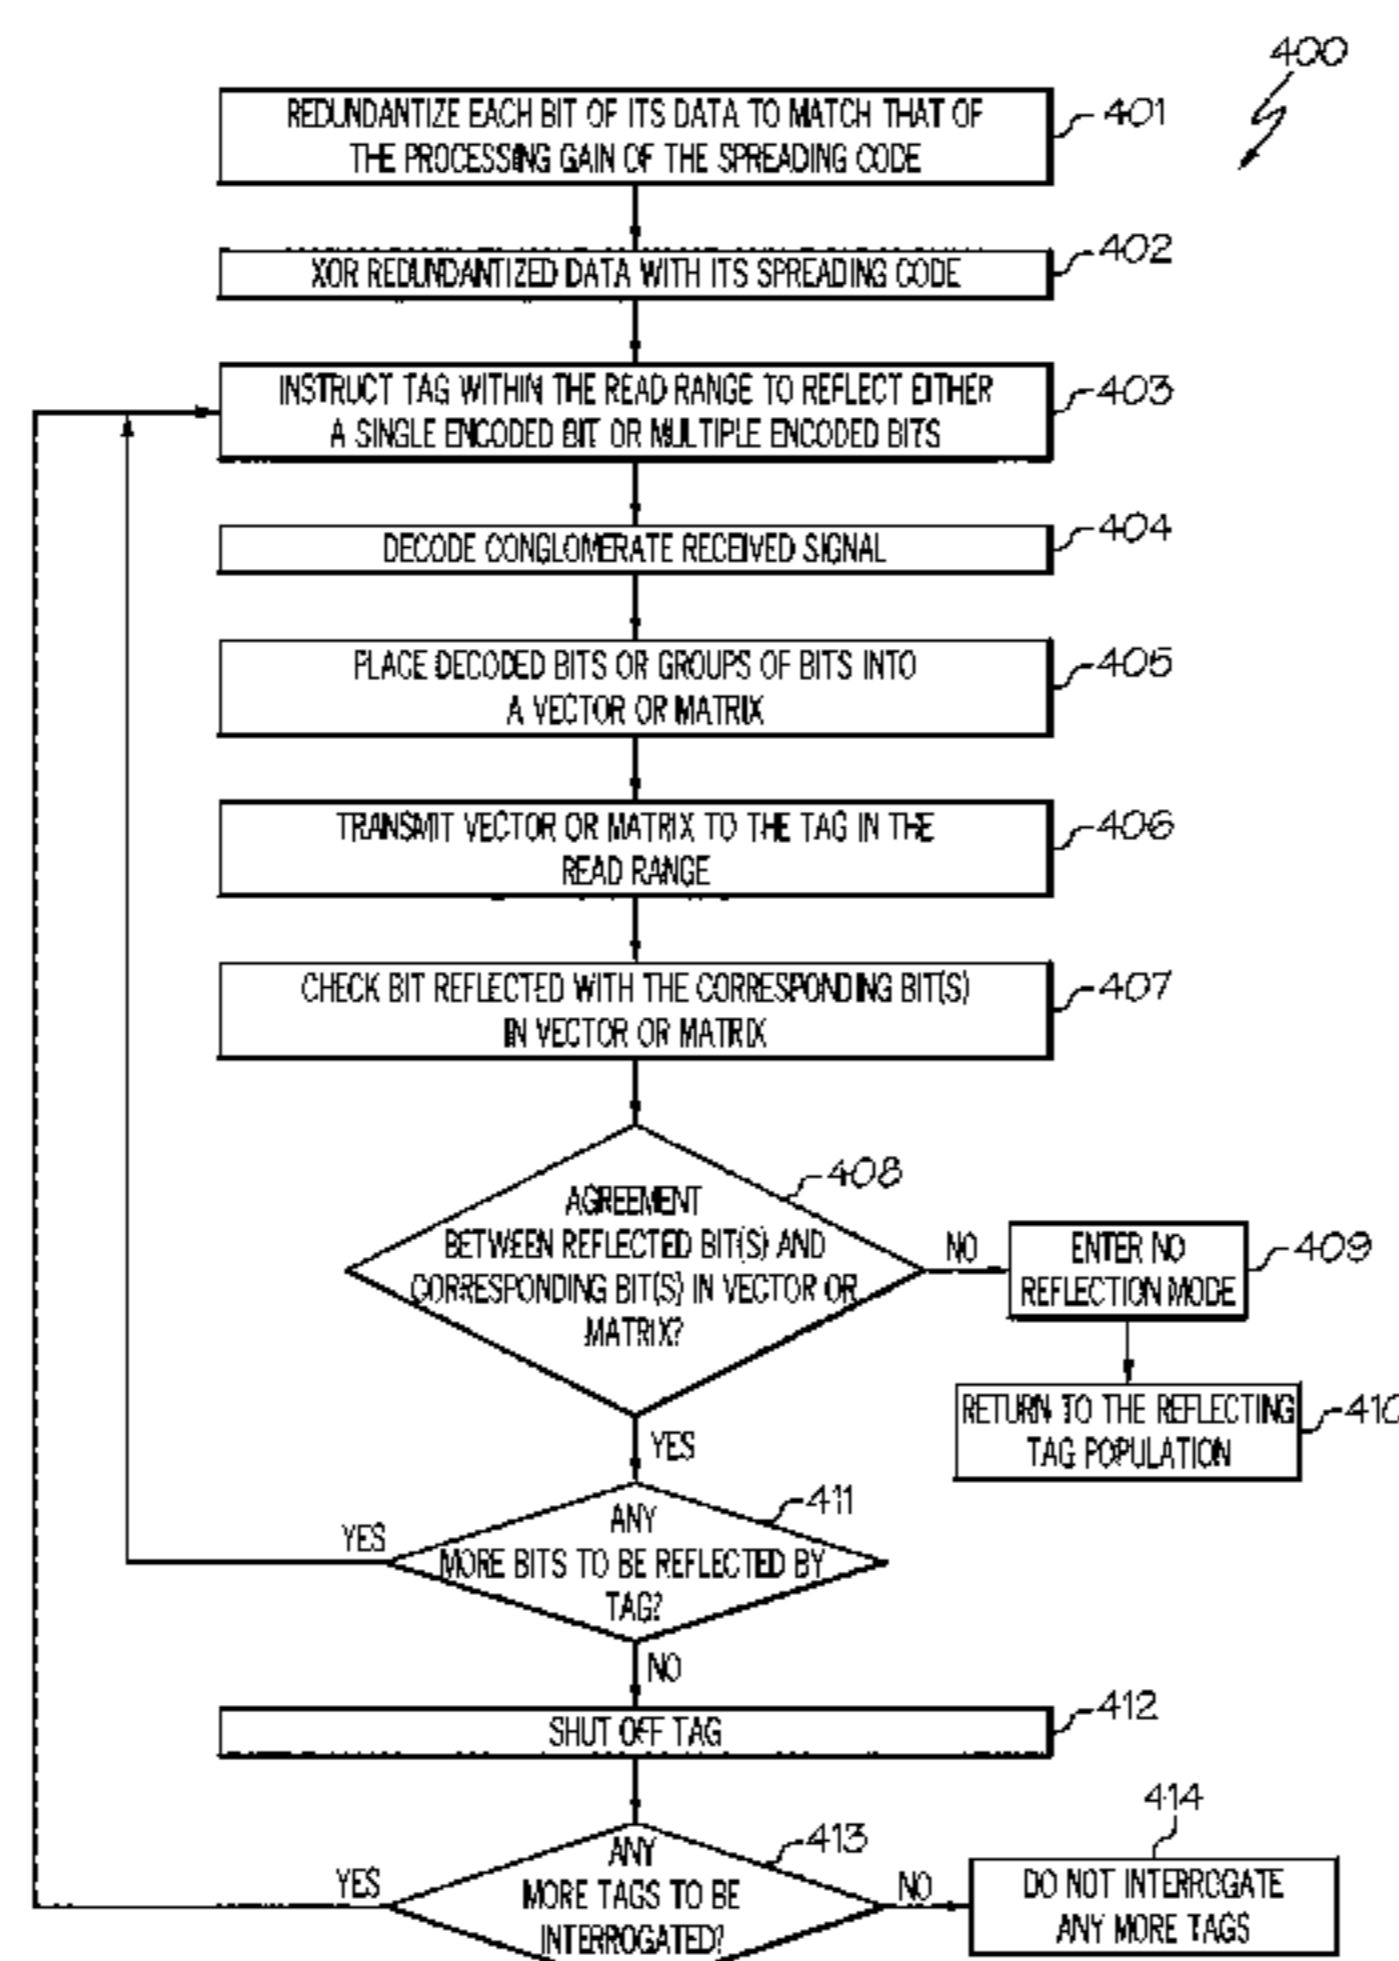 400
REDUNDANTIZE EACH BIT OF ITS DATA TO MATCH THAT OF
THE PROCESSING GAIN OF THE SPREADING CODE
401
XOR REDUNDANTIZED DATA WITH ITS SPREADING CODE
402
INSTRUCT TAG WITHIN THE READ RANGE TO REFLECT EITHER
A SINGLE ENCODED BIT OR MULTIPLE ENCODED BITS
403
DECODE CONGLOMERATE RECEIVED SIGNAL
404
PLACE DECODED BITS OR GROUPS OF BITS INTO
A VECTOR OR MATRIX
405
TRANSMIT VECTOR OR MATRIX TO THE TAG IN THE
READ RANGE
406
CHECK BIT REFLECTED WITH THE CORRESPONDING BIT(S)
IN VECTOR OR MATRIX
407
AGREEMENT
BETWEEN REFLECTED BIT(S) AND
CORRESPONDING BIT(S) IN VECTOR OR
MATRIX?
408
NO
ENTER NO
REFLECTION MODE
409
RETURN TO THE REFLECTING
TAG POPULATION
410
YES
ANY
MORE BITS TO BE REFLECTED BY
TAG?
411
YES
NO
SHUT OFF TAG
412
ANY
MORE TAGS TO BE
INTERROGATED?
413
YES
NO
414
DO NOT INTERROGATE
ANY MORE TAGS